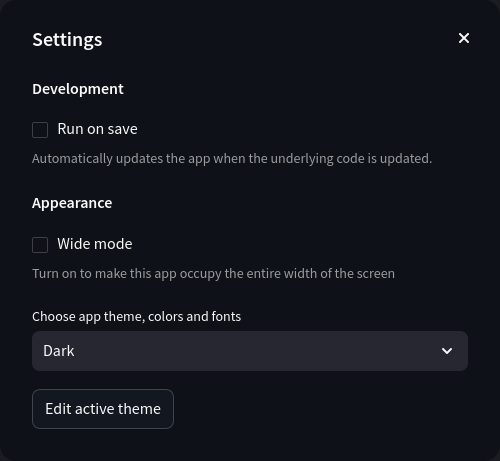 Settings
Development
Run on save
Automatically updates the app when the underlying code is updated.
Appearance
Wide mode
Turn on to make this app occupy the entire width of the screen
Choose app theme, colors and fonts
Dark
Edit active theme